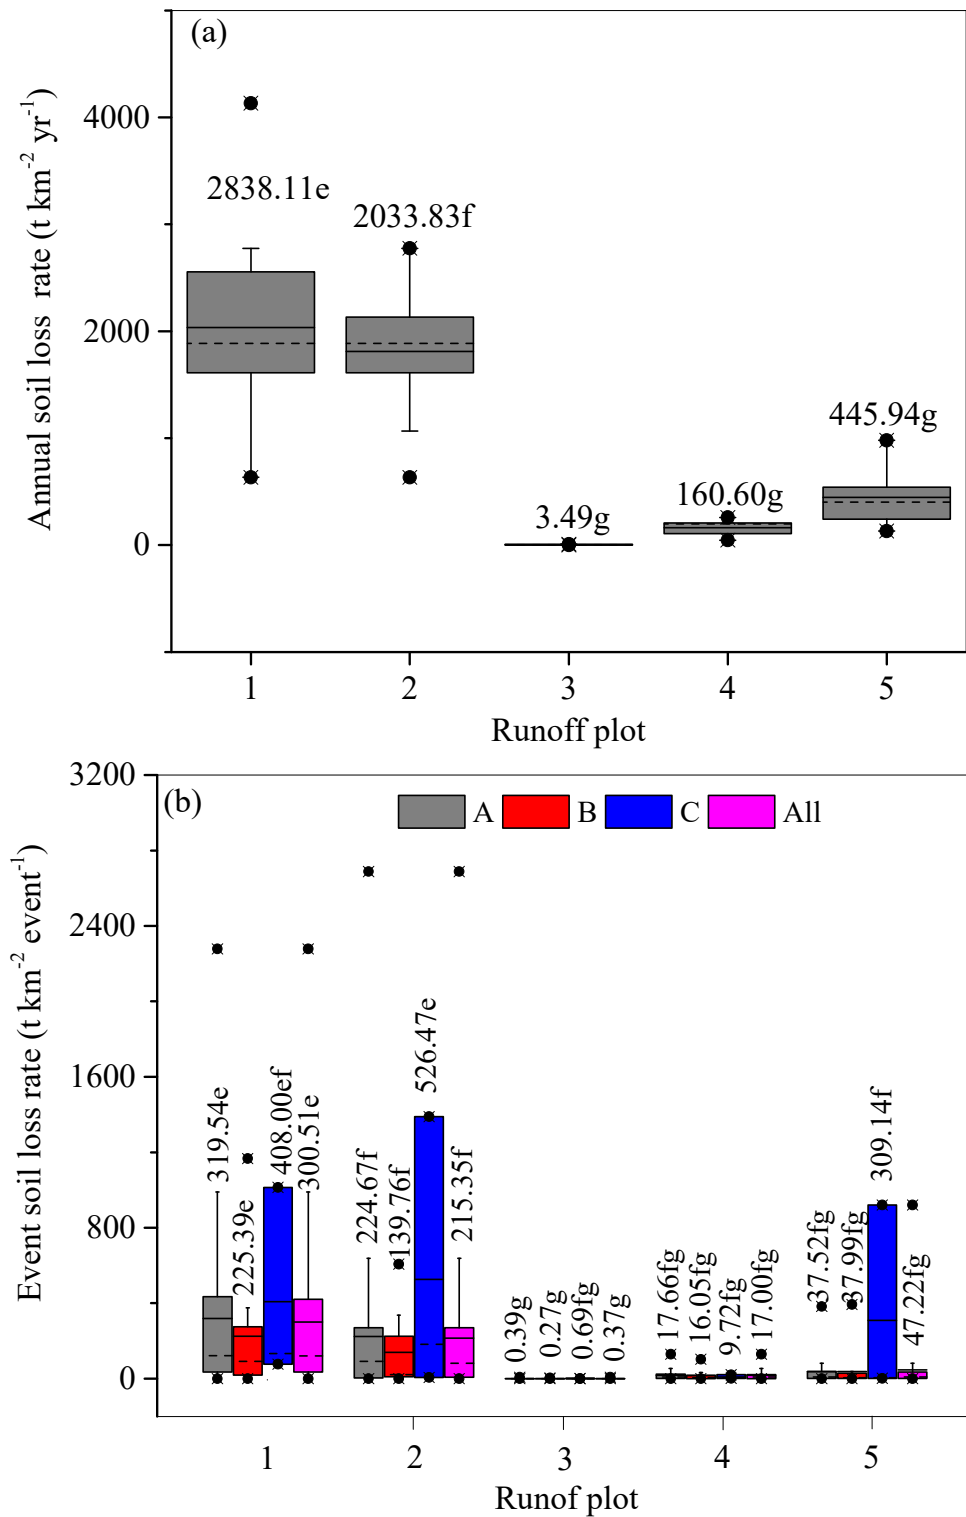 (a)
Annual soil loss rate (t km⁻² yr⁻¹)
4000
2000
0
2838.11e
2033.83f
3.49g
160.60g
445.94g
1 2 3 4 5
Runoff plot
(b)
A B C All
Event soil loss rate (t km⁻² event⁻¹)
3200
2400
1600
800
0
319.54e
225.39e
408.00ef
300.51e
224.67f
139.76f
526.47e
215.35f
0.39g
0.27g
0.69fg
0.37g
17.66fg
16.05fg
9.72fg
17.00fg
37.52fg
37.99fg
309.14f
47.22fg
1 2 3 4 5
Runof plot